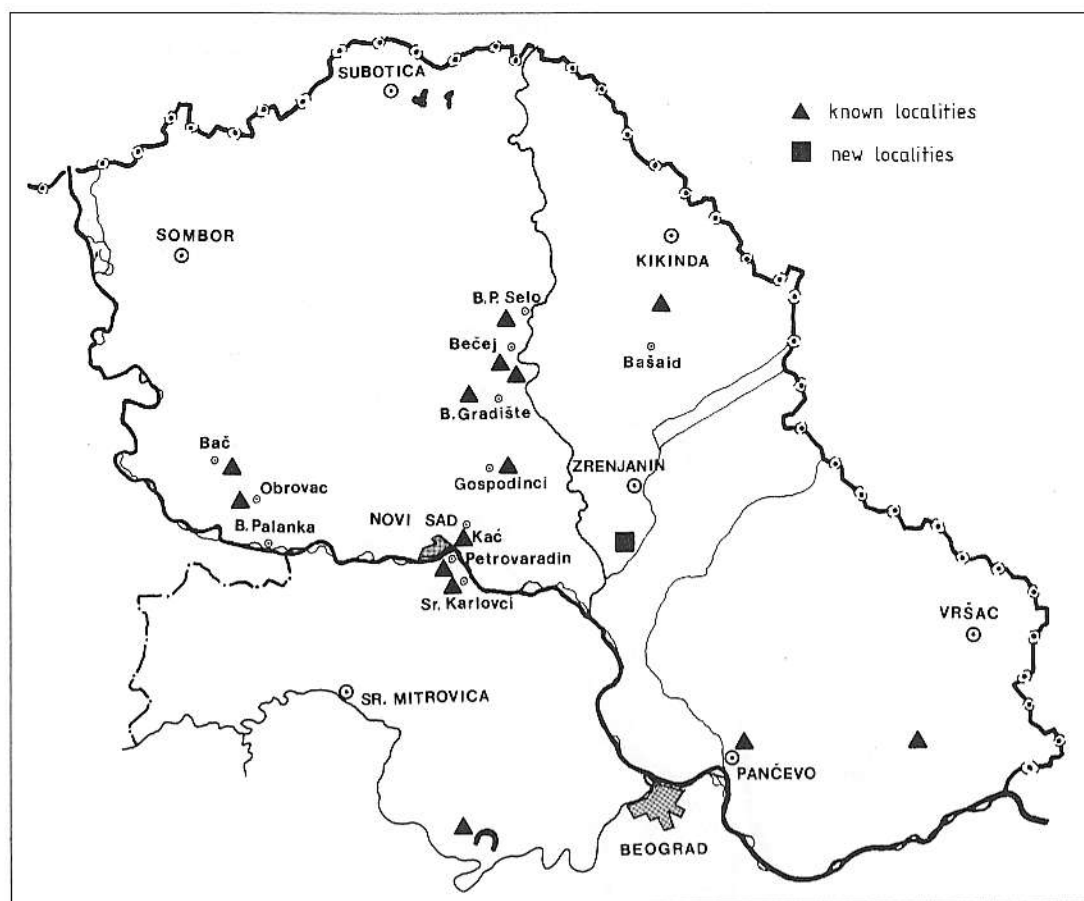 SUBOTICA
known localities
new localities
SOMBOR
KIKINDA
B.P. Selo
Bečej
Bašaid
B.Gradište
Bač
Obrovac
Gospodinci
ZRENJANIN
B. Palanka
NOVI SAD
Kać
Petrovaradin
Sr. Karlovci
VRŠAC
SR. MITROVICA
PANČEVO
BEOGRAD